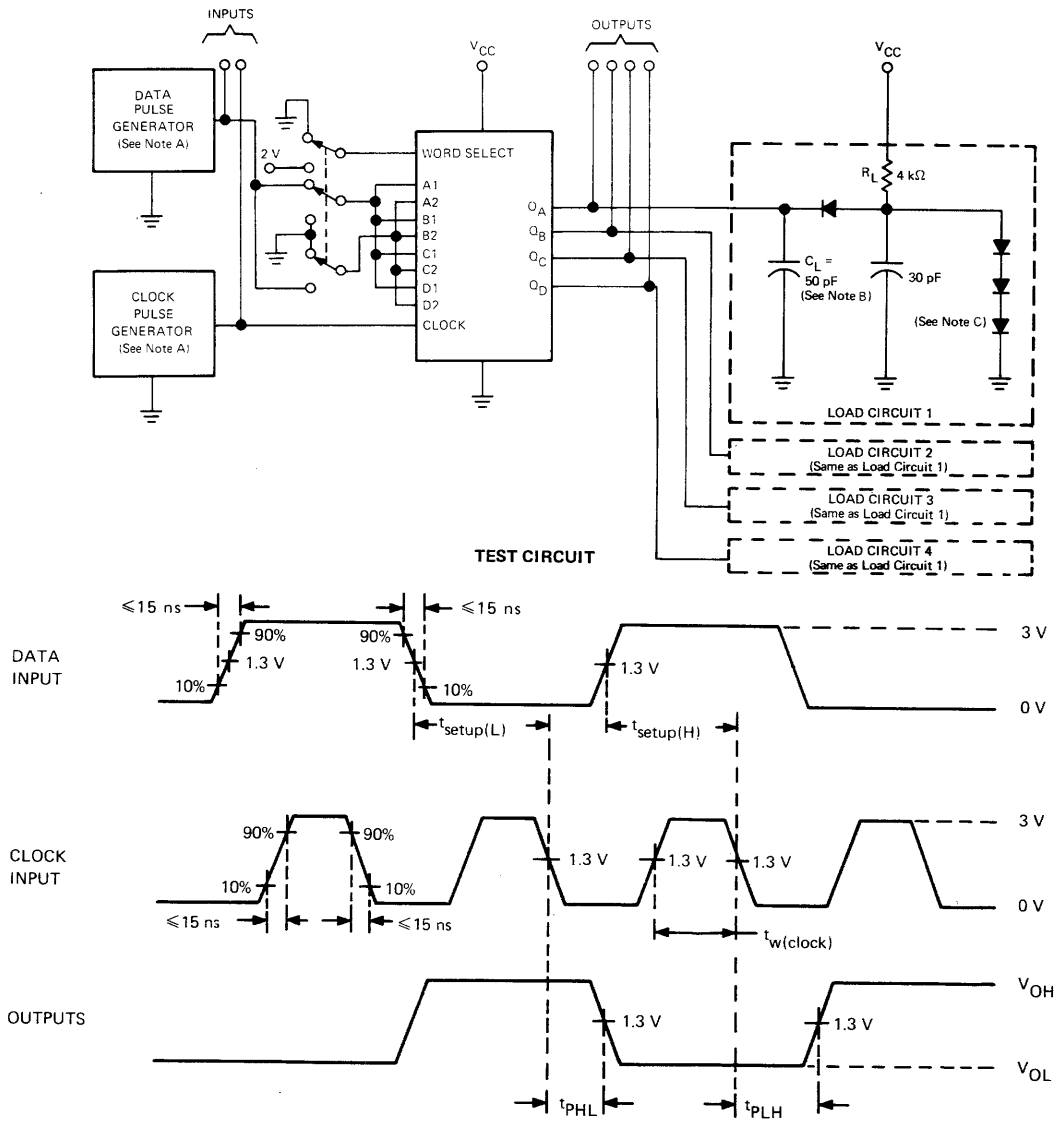 INPUTS
OUTPUTS
VCC
VCC
DATA
PULSE
GENERATOR
(See Note A)
2 V
WORD SELECT
A1
A2
B1
B2
C1
C2
D1
D2
CLOCK
QA
QB
QC
QD
RL
4 kΩ
CL =
50 pF
(See Note B)
30 pF
(See Note C)
CLOCK
PULSE
GENERATOR
(See Note A)
LOAD CIRCUIT 1
LOAD CIRCUIT 2
(Same as Load Circuit 1)
LOAD CIRCUIT 3
(Same as Load Circuit 1)
LOAD CIRCUIT 4
(Same as Load Circuit 1)
TEST CIRCUIT
≤15 ns
≤15 ns
DATA
INPUT
90%
1.3 V
10%
90%
1.3 V
10%
1.3 V
3 V
0 V
tsetup(L)
tsetup(H)
CLOCK
INPUT
90%
90%
10%
10%
≤15 ns
≤15 ns
1.3 V
1.3 V
1.3 V
3 V
0 V
tw(clock)
OUTPUTS
1.3 V
1.3 V
VOH
VOL
tPHL
tPLH